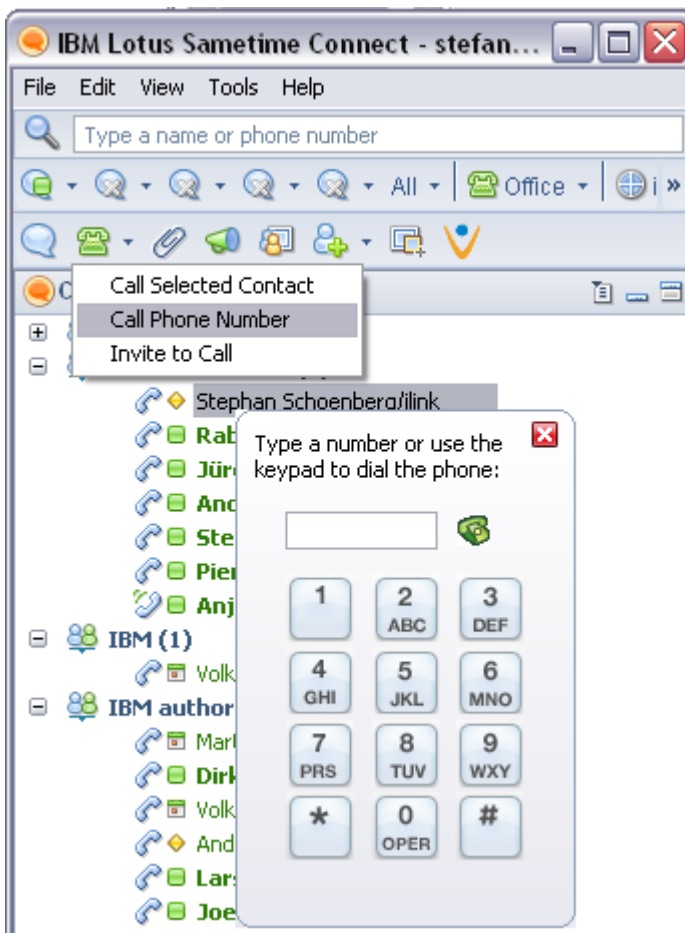 IBM Lotus Sametime Connect - stefan...
File Edit View Tools Help
Type a name or phone number
All Office i »
Call Selected Contact
Call Phone Number
Invite to Call
Stephan Schoenberg/ilink
Rab
Jür
And
Ste
Pier
Anj
IBM (1)
Volk
IBM author
Mart
Dirk
Volk
And
Lars
Joe
Type a number or use the
keypad to dial the phone:
1 2 3
ABC DEF
4 5 6
GHI JKL MNO
7 8 9
PRS TUV WXY
* 0 #
OPER